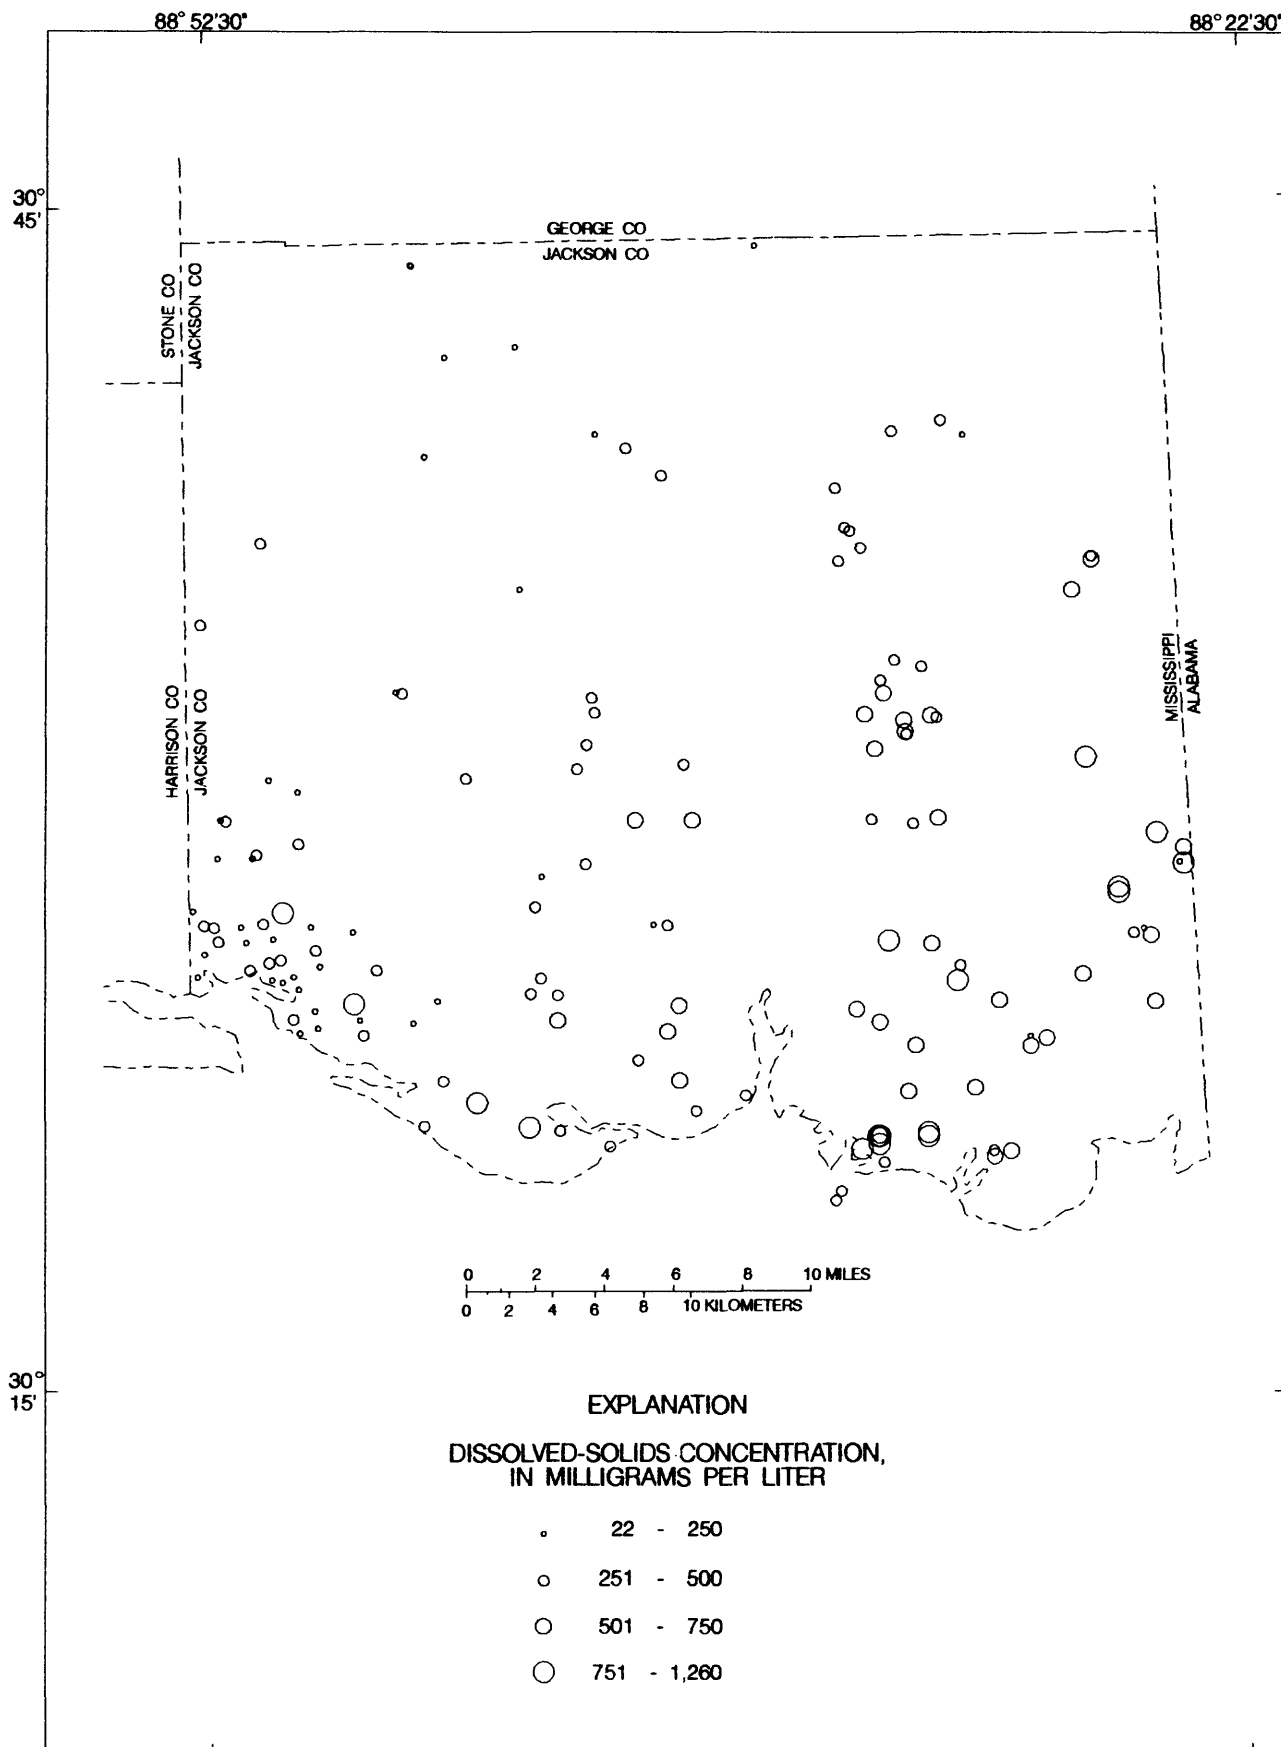 88° 52'30"
88° 22'30"
30°
45'
GEORGE CO
JACKSON CO
STONE CO
JACKSON CO
HARRISON CO
JACKSON CO
MISSISSIPPI
ALABAMA
0 2 4 6 8 10 MILES
0 2 4 6 8 10 KILOMETERS
30°
15'
EXPLANATION
DISSOLVED-SOLIDS CONCENTRATION,
IN MILLIGRAMS PER LITER
22 - 250
251 - 500
501 - 750
751 - 1,260